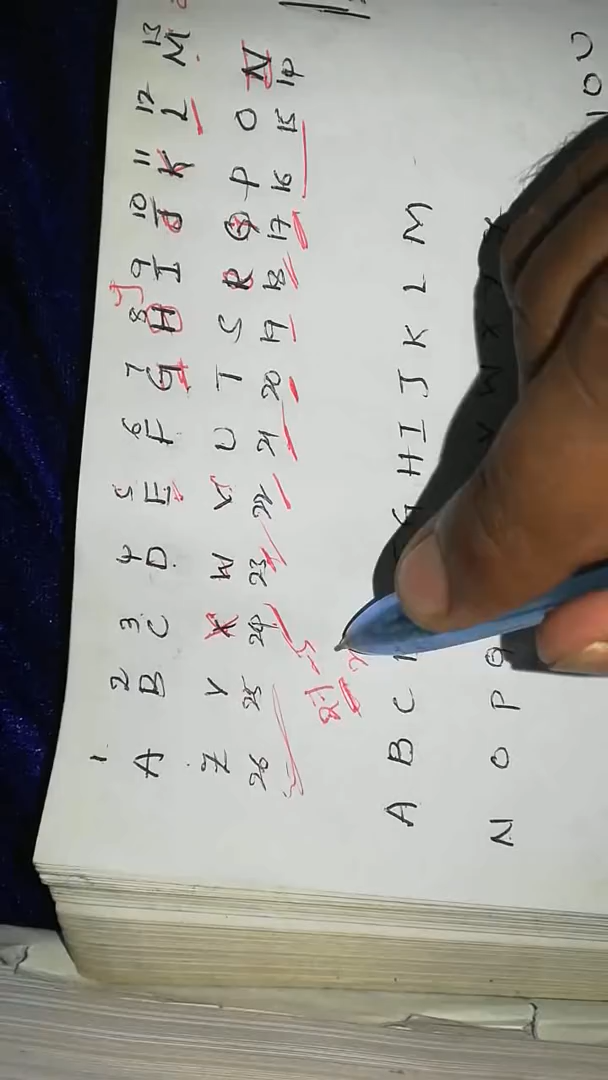 1 2 3 4 5 6 7 8 9 10 11 12 13
A B C D E F G H I J K L M
Z Y X W V U T S R Q P O N
26 25 24 23 22 21 20 19 18 17 16 15 14
27
A B C G H I J K L M
N O P Q V W X
O U